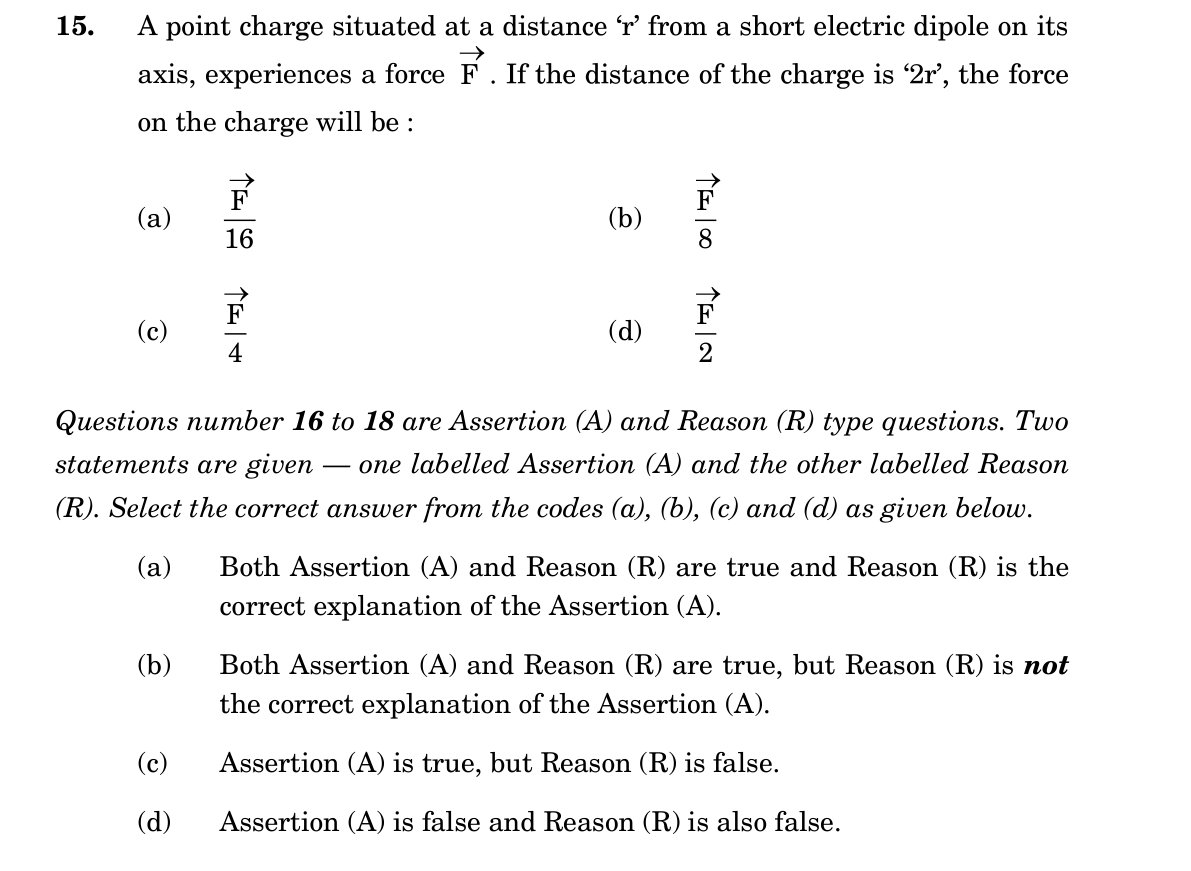 15. A point charge situated at a distance ‘r’ from a short electric dipole on its
axis, experiences a force F⃗ . If the distance of the charge is ‘2r’, the force
on the charge will be :
(a) F⃗/16 (b) F⃗/8
(c) F⃗/4 (d) F⃗/2
Questions number 16 to 18 are Assertion (A) and Reason (R) type questions. Two
statements are given — one labelled Assertion (A) and the other labelled Reason
(R). Select the correct answer from the codes (a), (b), (c) and (d) as given below.
(a) Both Assertion (A) and Reason (R) are true and Reason (R) is the
correct explanation of the Assertion (A).
(b) Both Assertion (A) and Reason (R) are true, but Reason (R) is not
the correct explanation of the Assertion (A).
(c) Assertion (A) is true, but Reason (R) is false.
(d) Assertion (A) is false and Reason (R) is also false.